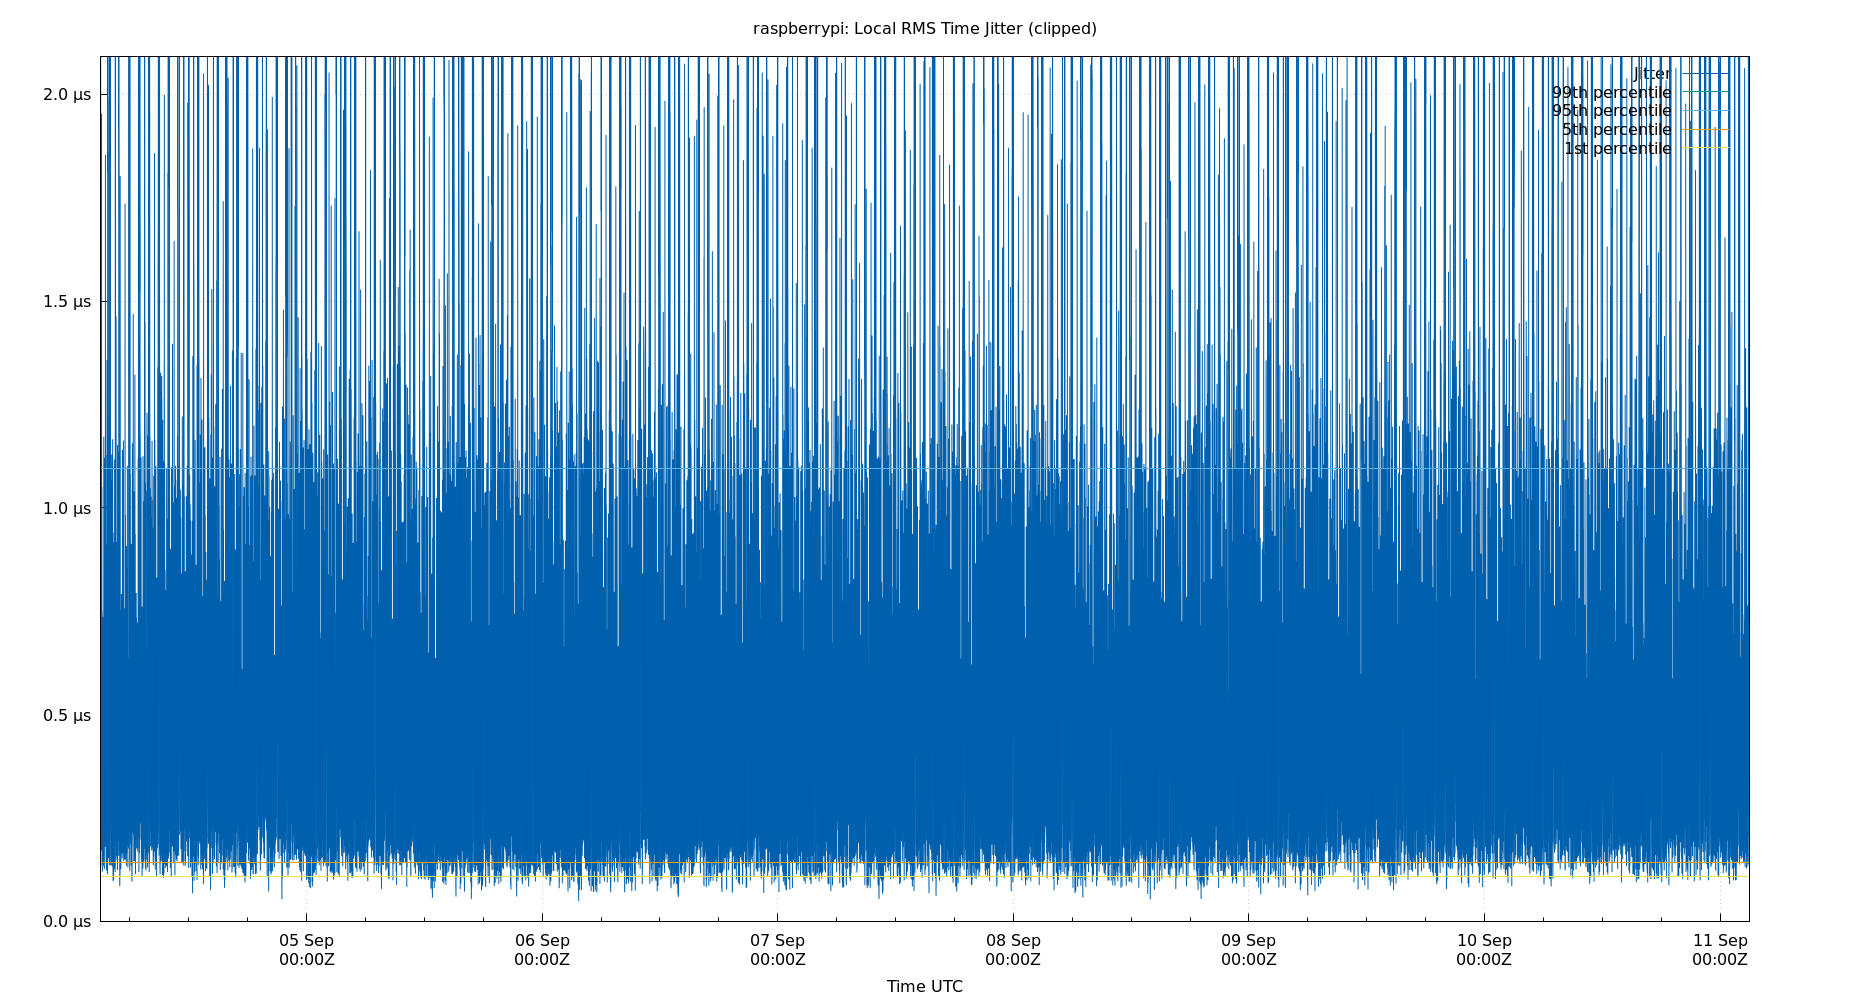 raspberrypi: Local RMS Time Jitter (clipped)
Jitter
99th percentile
95th percentile
5th percentile
1st percentile
2.0 μs
1.5 μs
1.0 μs
0.5 μs
0.0 μs
05 Sep
00:00Z
06 Sep
00:00Z
07 Sep
00:00Z
08 Sep
00:00Z
09 Sep
00:00Z
10 Sep
00:00Z
11 Sep
00:00Z
Time UTC